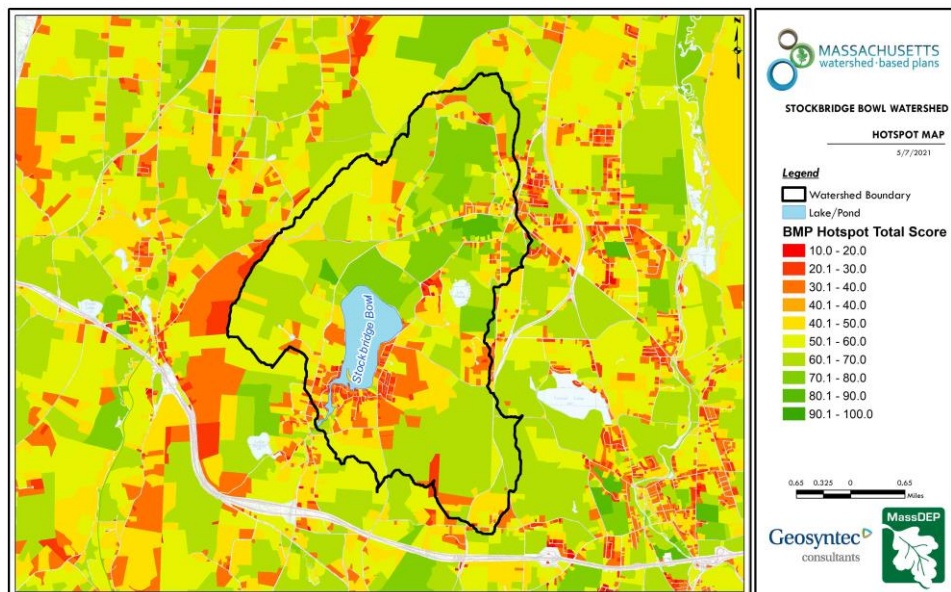 Stockbridge Bowl
MASSACHUSETTS
watershed·based plans
STOCKBRIDGE BOWL WATERSHED
HOTSPOT MAP
5/7/2021
Legend
Watershed Boundary
Lake/Pond
BMP Hotspot Total Score
10.0 - 20.0
20.1 - 30.0
30.1 - 40.0
40.1 - 40.0
40.1 - 50.0
50.1 - 60.0
60.1 - 70.0
70.1 - 80.0
80.1 - 90.0
90.1 - 100.0
0.65 0.325 0 0.65
Miles
Geosyntec
consultants
MassDEP